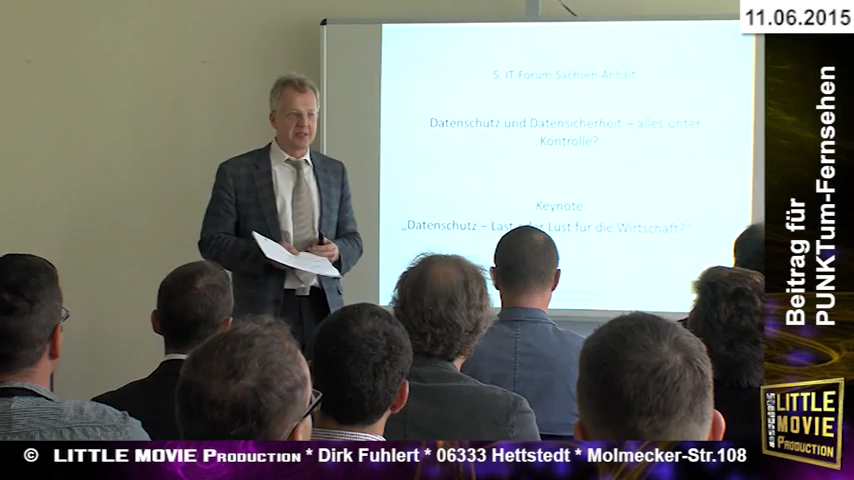 11.06.2015
5. IT-Forum Sachsen-Anhalt
Datenschutz und Datensicherheit – alles unter
Kontrolle?
Keynote:
„Datenschutz – Last oder Lust für die Wirtschaft?"
Beitrag für
PUNKTum-Fernsehen
LITTLE
MOVIE
PRODUCTION
© LITTLE MOVIE PRODUCTION * Dirk Fuhlert * 06333 Hettstedt * Molmecker-Str.108